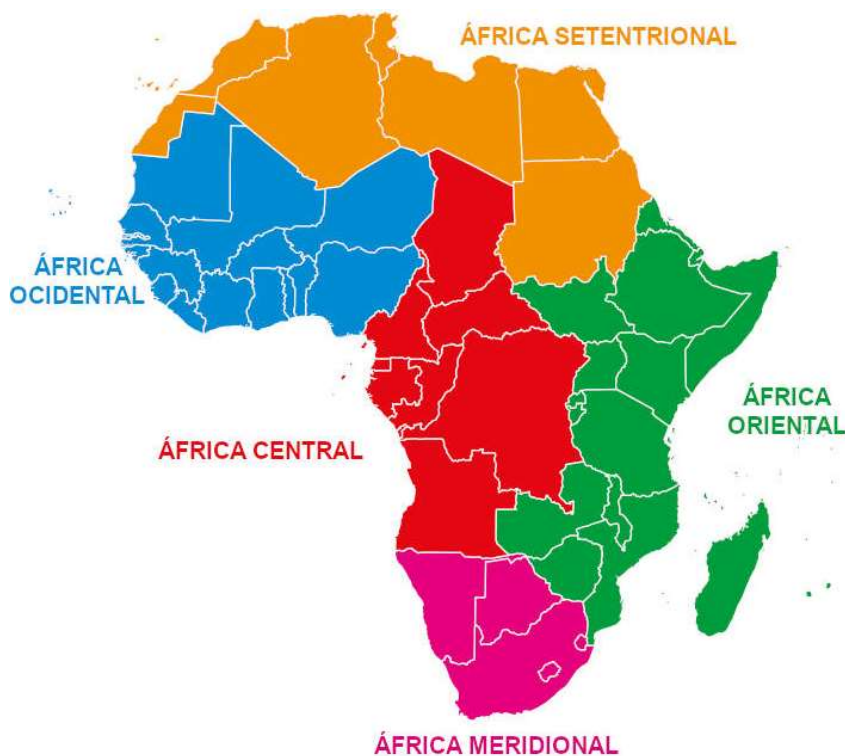 ÁFRICA SETENTRIONAL
ÁFRICA
OCIDENTAL
ÁFRICA
ORIENTAL
ÁFRICA CENTRAL
ÁFRICA MERIDIONAL